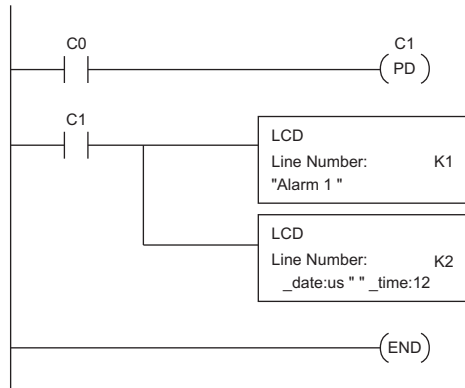 C0
C1
PD
C1
LCD
Line Number: K1
"Alarm 1 "
LCD
Line Number: K2
_date:us " " _time:12
END